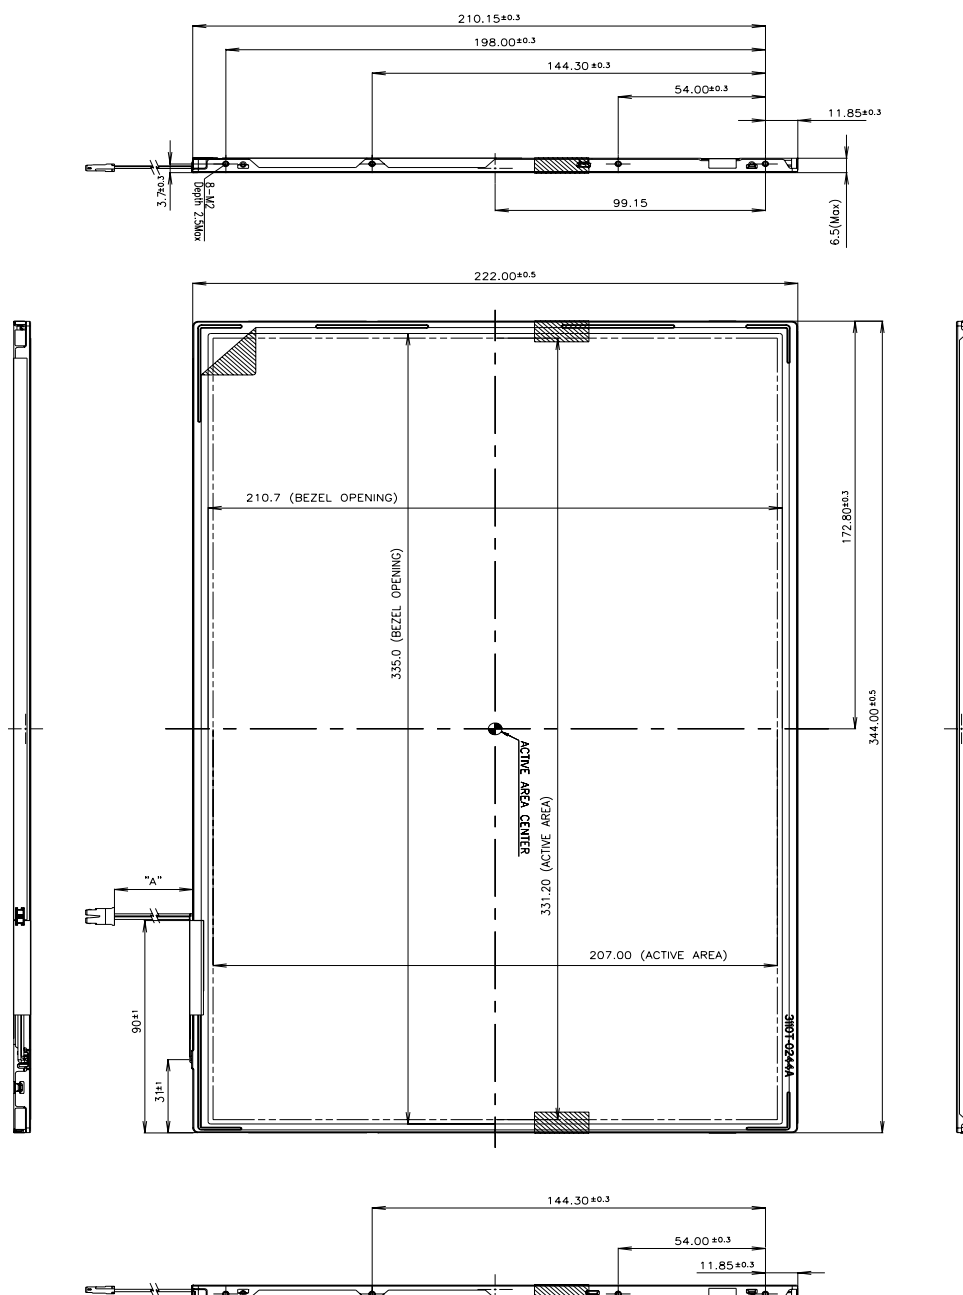 210.15±0.3
198.00±0.3
144.30 ±0.3
54.00±0.3
11.85±0.3
3.7±0.3
8-M2
Depth 2.5Max
99.15
6.5(Max)
222.00±0.5
210.7 (BEZEL OPENING)
335.0 (BEZEL OPENING)
172.80±0.3
344.00 ±0.5
ACTIVE AREA CENTER
331.20 (ACTIVE AREA)
"A"
207.00 (ACTIVE AREA)
90±1
31±1
3110T-0244A
144.30 ±0.3
54.00 ±0.3
11.85 ±0.3